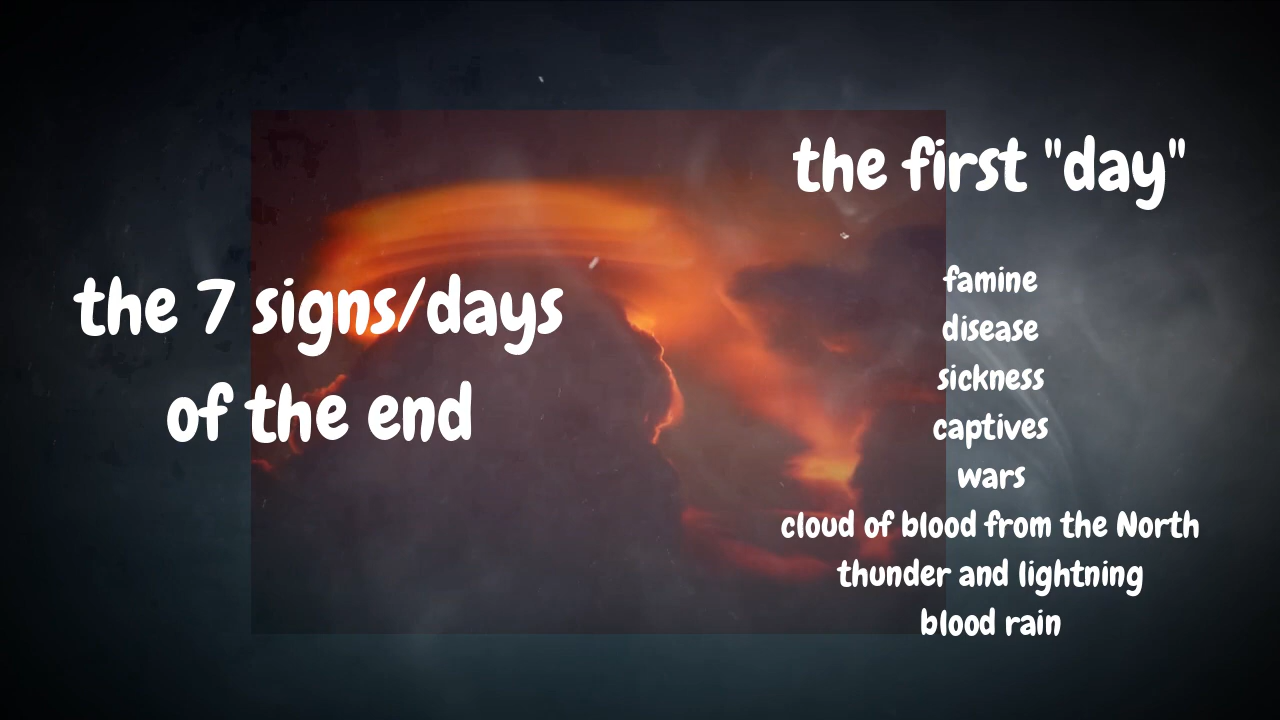 the 7 signs/days
of the end
the first "day"
famine
disease
sickness
captives
wars
cloud of blood from the North
thunder and lightning
blood rain